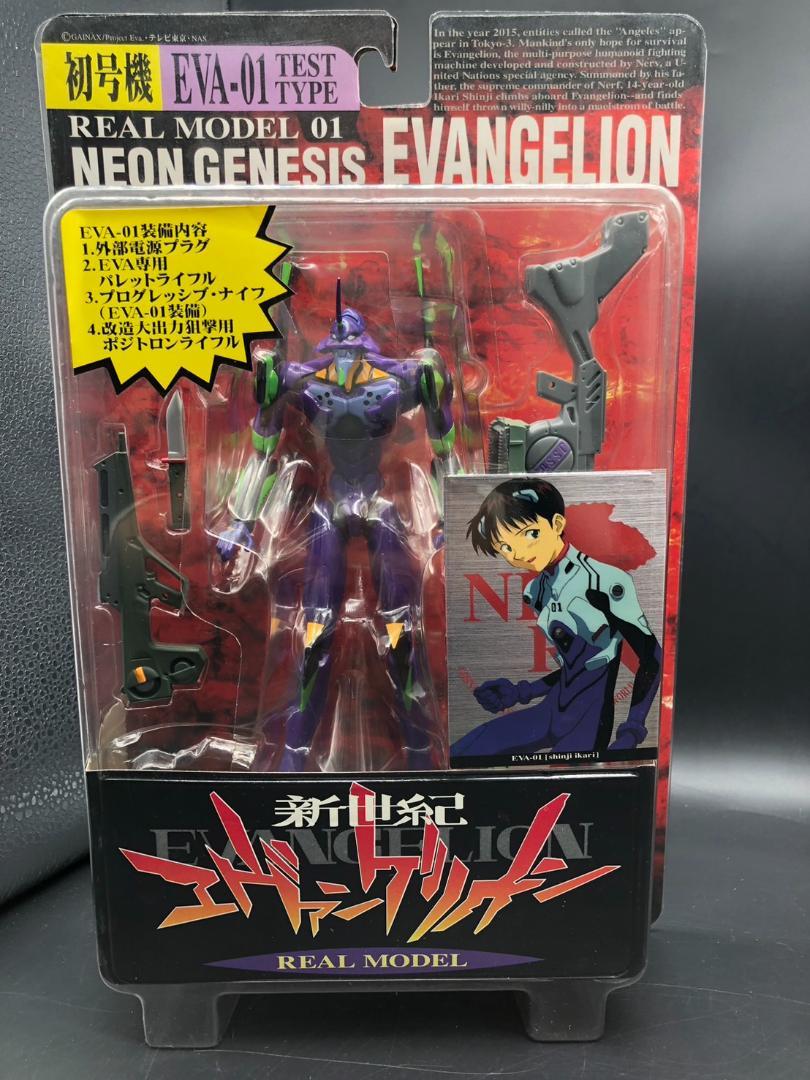 ©GAINAX/Project Eva.・テレビ東京・NAS
初号機
EVA-01 TEST TYPE
REAL MODEL 01
NEON GENESIS EVANGELION
In the year 2015, entities called the "Angeles" ap-
pear in Tokyo-3. Mankind's only hope for survival
is Evangelion, the multi-purpose humanoid fighting
machine developed and constructed by Nerv, a U-
nited Nations special agency. Summoned by his fa-
ther, the supreme commander of Nerf, 14-year-old
Ikari Shinji climbs aboard Evangelion--and finds
himself thrown willy-nilly into a maelstrom of battle.
EVA-01装備内容
1.外部電源プラグ
2.EVA専用
パレットライフル
3.プログレッシブ・ナイフ
(EVA-01装備)
4.改造大出力狙撃用
ポジトロンライフル
01
EVA-01 [shinji ikari]
新世紀
EVANGELION
エヴァンゲリオン
REAL MODEL